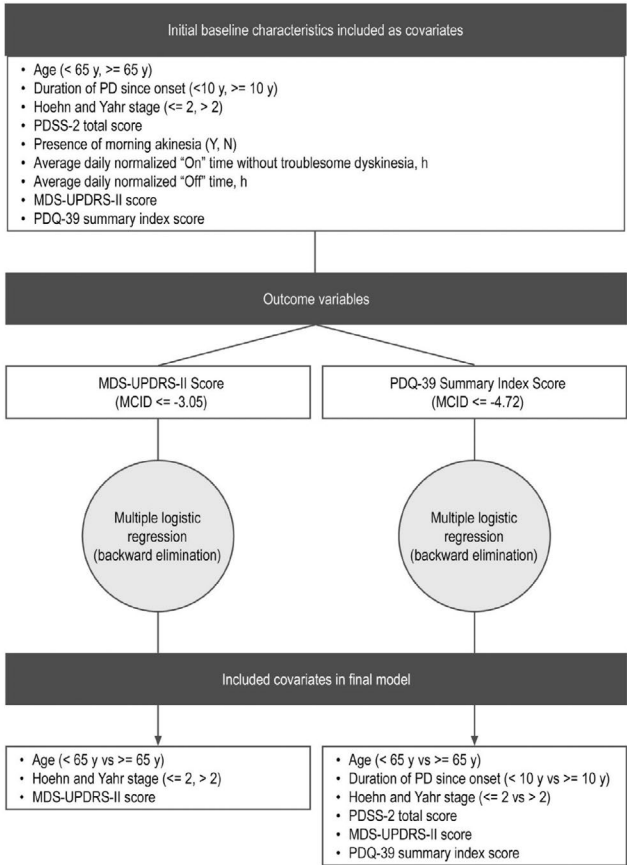 Initial baseline characteristics included as covariates
• Age (< 65 y, >= 65 y)
• Duration of PD since onset (<10 y, >= 10 y)
• Hoehn and Yahr stage (<= 2, > 2)
• PDSS-2 total score
• Presence of morning akinesia (Y, N)
• Average daily normalized “On” time without troublesome dyskinesia, h
• Average daily normalized “Off” time, h
• MDS-UPDRS-II score
• PDQ-39 summary index score
Outcome variables
MDS-UPDRS-II Score
(MCID <= -3.05)
PDQ-39 Summary Index Score
(MCID <= -4.72)
Multiple logistic
regression
(backward elimination)
Multiple logistic
regression
(backward elimination)
Included covariates in final model
• Age (< 65 y vs >= 65 y)
• Hoehn and Yahr stage (<= 2, > 2)
• MDS-UPDRS-II score
• Age (< 65 y vs >= 65 y)
• Duration of PD since onset (< 10 y vs >= 10 y)
• Hoehn and Yahr stage (<= 2 vs > 2)
• PDSS-2 total score
• MDS-UPDRS-II score
• PDQ-39 summary index score